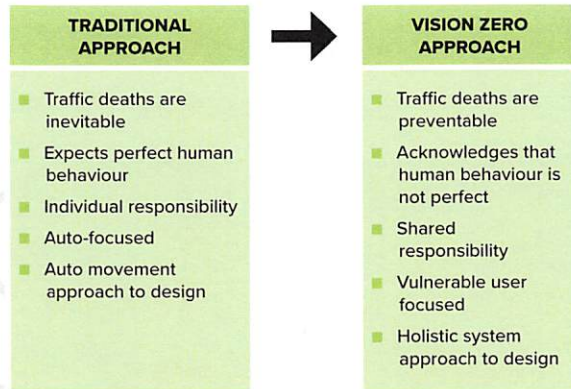 TRADITIONAL
APPROACH
Traffic deaths are
inevitable
Expects perfect human
behaviour
Individual responsibility
Auto-focused
Auto movement
approach to design
VISION ZERO
APPROACH
Traffic deaths are
preventable
Acknowledges that
human behaviour is
not perfect
Shared
responsibility
Vulnerable user
focused
Holistic system
approach to design